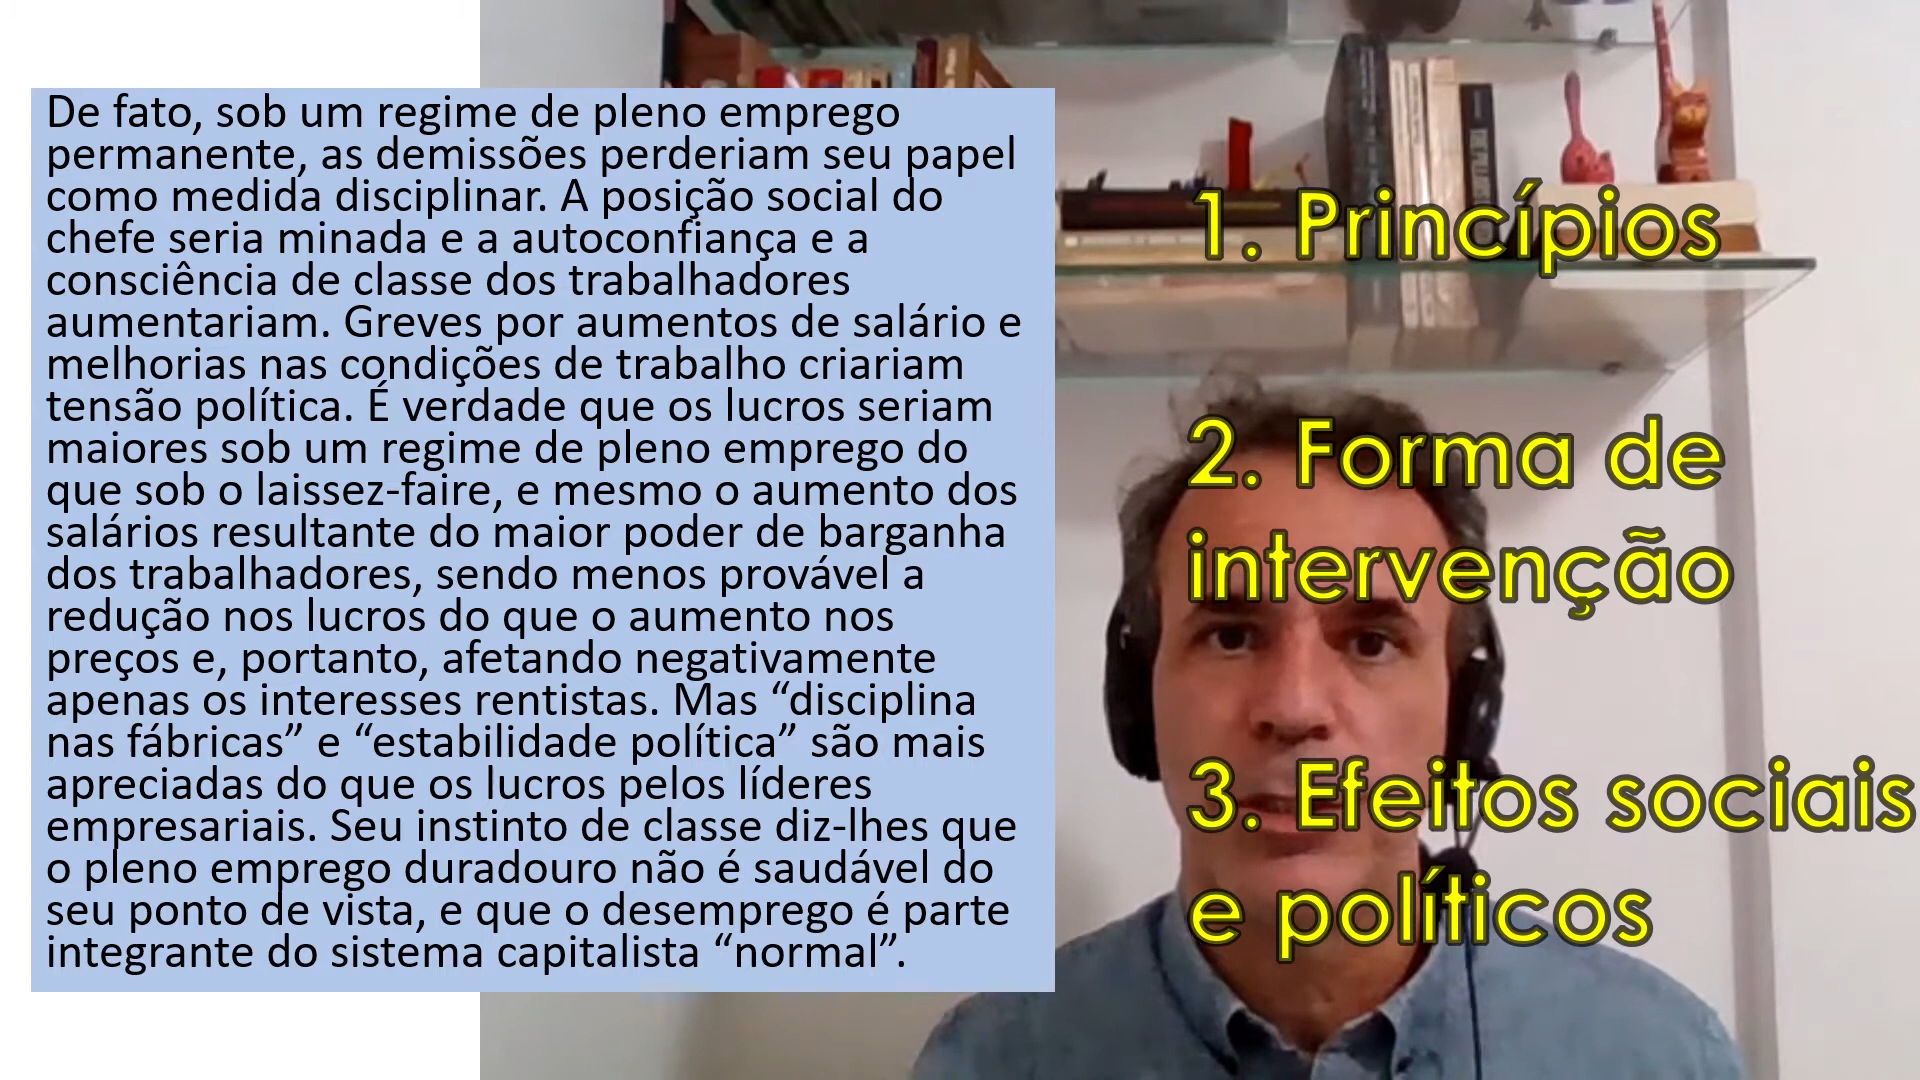 De fato, sob um regime de pleno emprego
permanente, as demissões perderiam seu papel
como medida disciplinar. A posição social do
chefe seria minada e a autoconfiança e a
consciência de classe dos trabalhadores
aumentariam. Greves por aumentos de salário e
melhorias nas condições de trabalho criariam
tensão política. É verdade que os lucros seriam
maiores sob um regime de pleno emprego do
que sob o laissez-faire, e mesmo o aumento dos
salários resultante do maior poder de barganha
dos trabalhadores, sendo menos provável a
redução nos lucros do que o aumento nos
preços e, portanto, afetando negativamente
apenas os interesses rentistas. Mas “disciplina
nas fábricas” e “estabilidade política” são mais
apreciadas do que os lucros pelos líderes
empresariais. Seu instinto de classe diz-lhes que
o pleno emprego duradouro não é saudável do
seu ponto de vista, e que o desemprego é parte
integrante do sistema capitalista “normal”.
1. Princípios
2. Forma de
intervenção
3. Efeitos sociais
e políticos